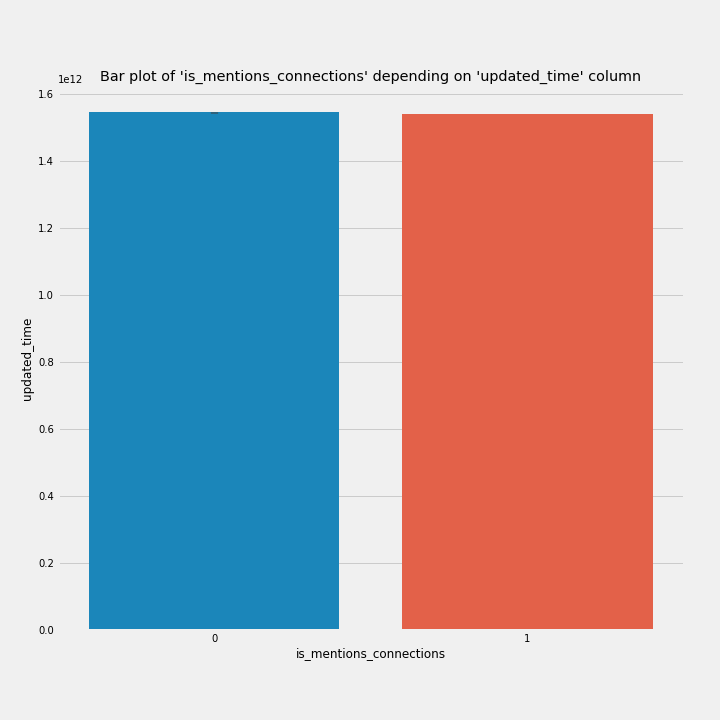 Bar plot of 'is_mentions_connections' depending on 'updated_time' column
1e12
1.6
1.4
1.2
1.0
0.8
0.6
0.4
0.2
0.0
updated_time
0 1
is_mentions_connections